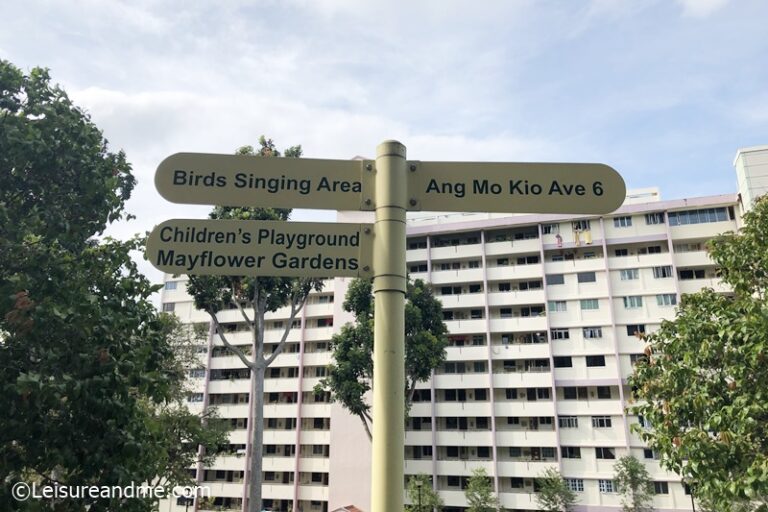 Birds Singing Area
Ang Mo Kio Ave 6
Children's Playground
Mayflower Gardens
©Leisureandme.com